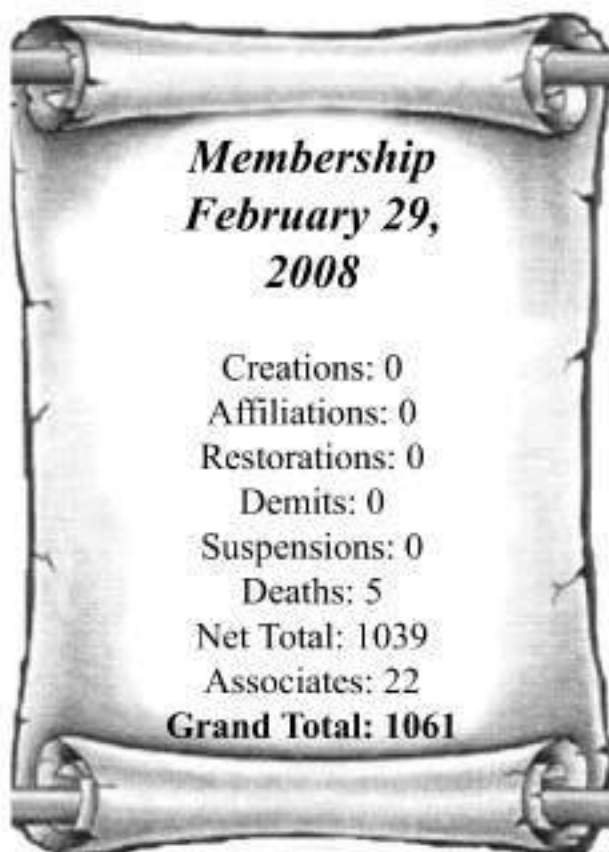 Membership
February 29,
2008
Creations: 0
Affiliations: 0
Restorations: 0
Demits: 0
Suspensions: 0
Deaths: 5
Net Total: 1039
Associates: 22
Grand Total: 1061